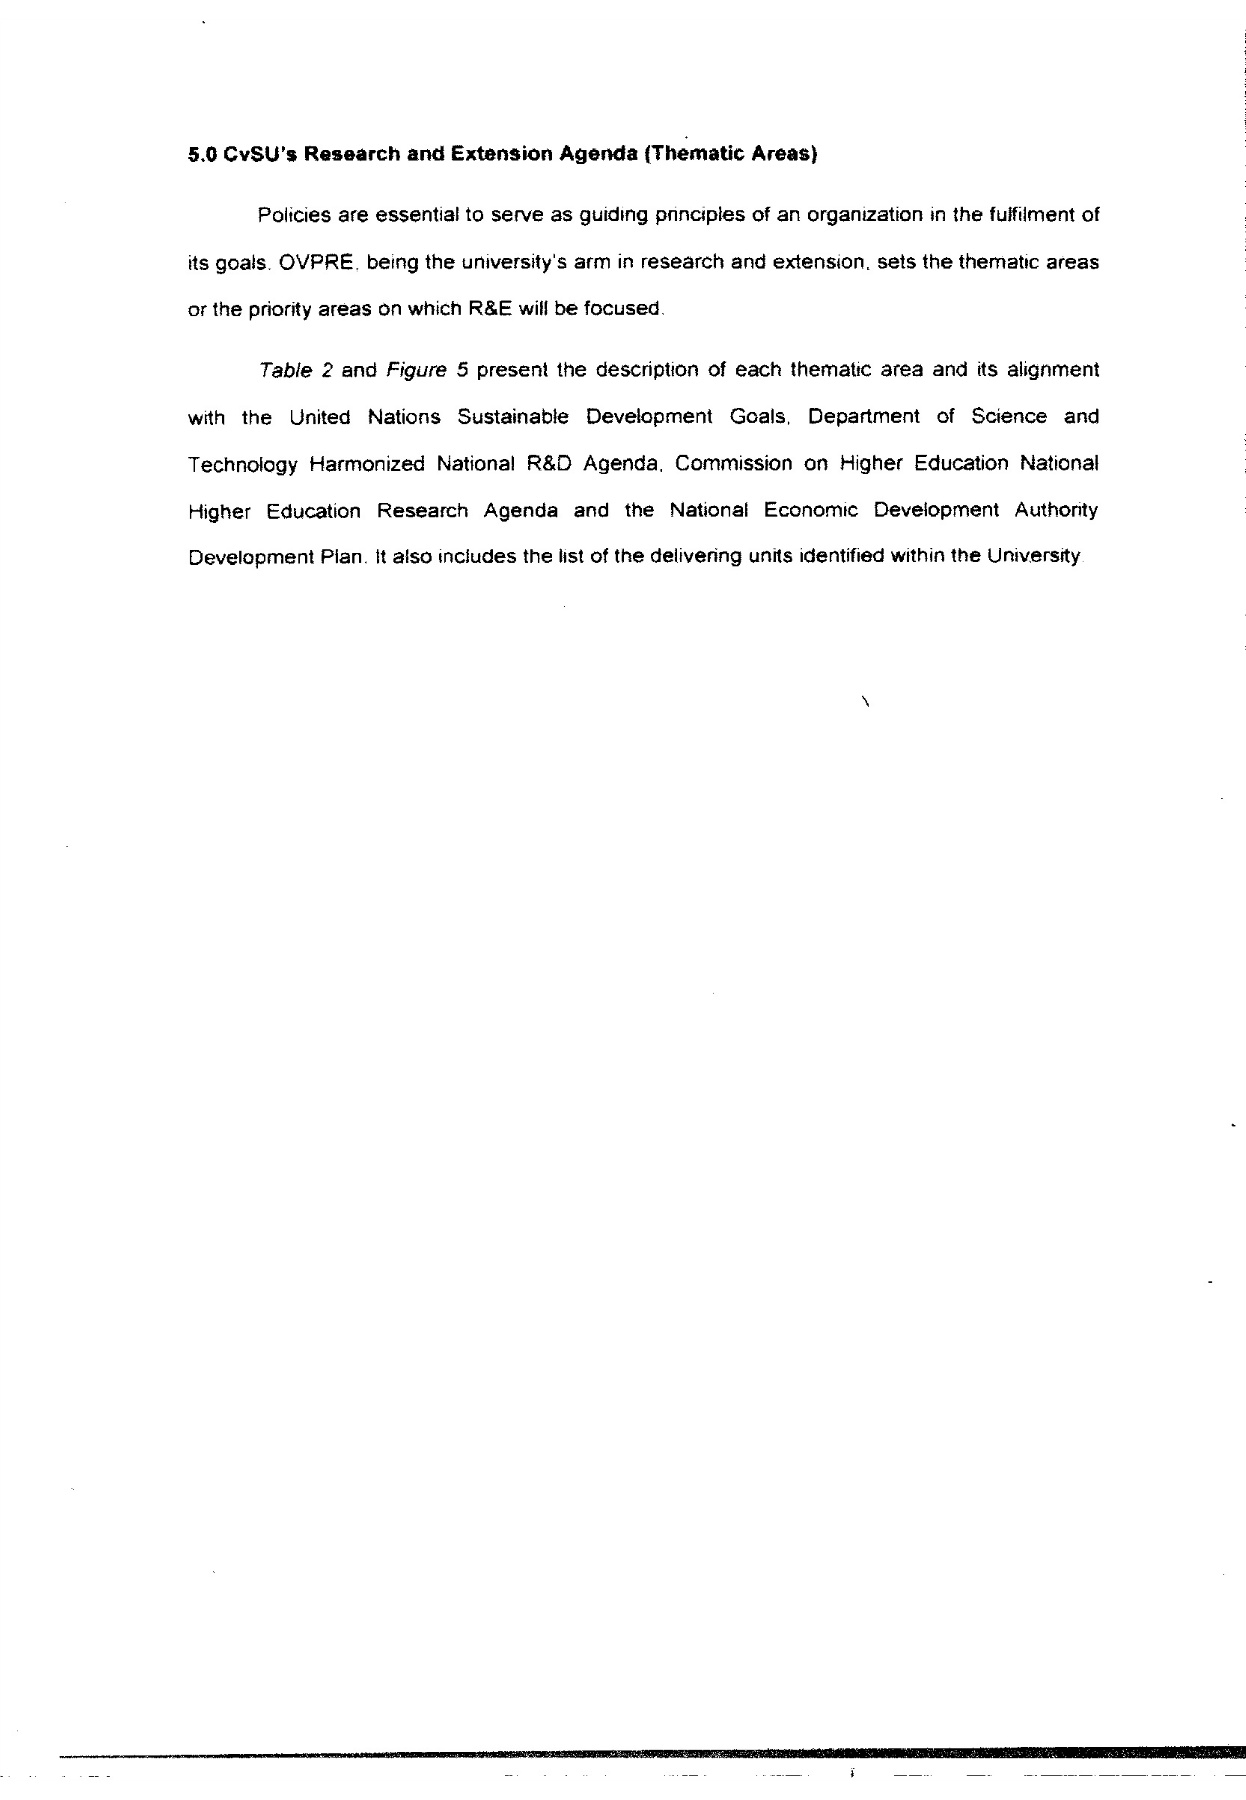 5.0 CvSU's Research and Extension Agenda (Thematic Areas)
Policies are essential to serve as guiding principles of an organization in the fulfilment of
its goals. OVPRE, being the university's arm in research and extension, sets the thematic areas
or the priority areas on which R&E will be focused.
Table 2 and Figure 5 present the description of each thematic area and its alignment
with the United Nations Sustainable Development Goals, Department of Science and
Technology Harmonized National R&D Agenda, Commission on Higher Education National
Higher Education Research Agenda and the National Economic Development Authority
Development Plan. It also includes the list of the delivering units identified within the University.